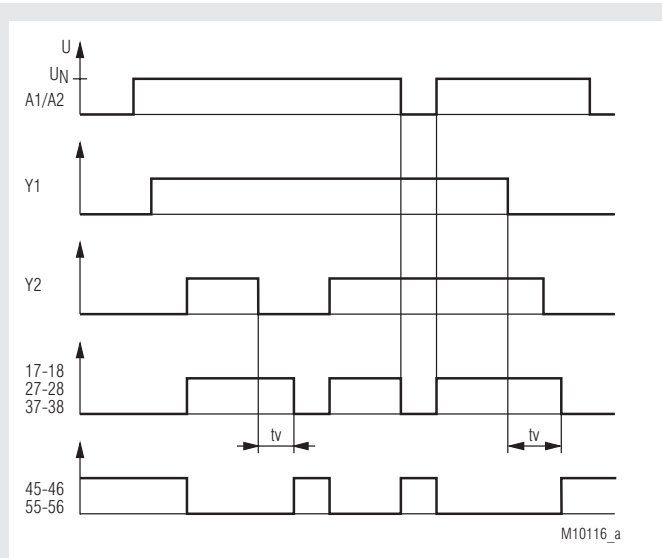 U
UN
A1/A2
Y1
Y2
17-18
27-28
37-38
tv
tv
45-46
55-56
M10116_a